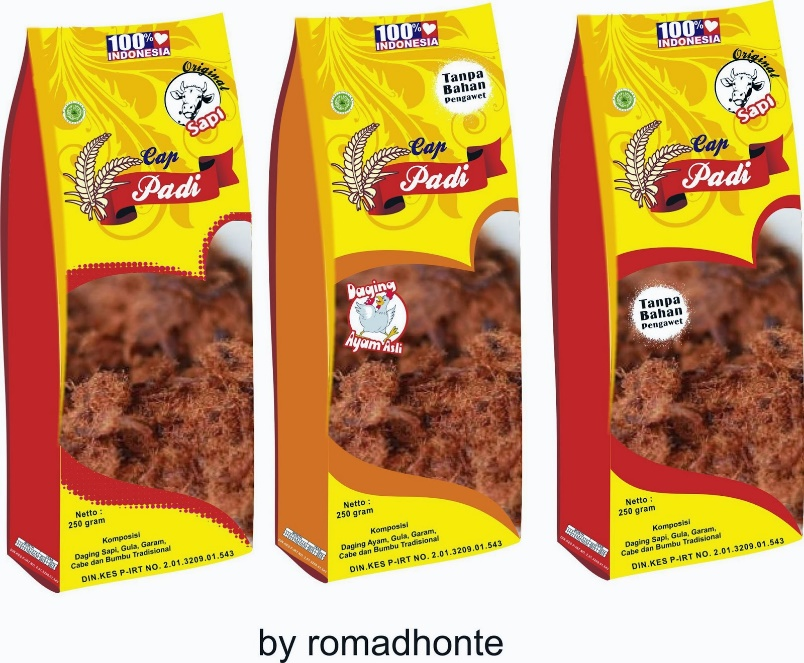 100%
INDONESIA
Original
Sapi
Cap
Padi
Netto :
250 gram
Komposisi
Daging Sapi, Gula, Garam,
Cabe dan Bumbu Tradisional
DIN.KES P-IRT NO. 2.01.3209.01.543
100%
INDONESIA
Tanpa
Bahan
Pengawet
Cap
Padi
Daging
Ayam Asli
Netto :
250 gram
Komposisi
Daging Ayam, Gula, Garam,
Cabe dan Bumbu Tradisional
DIN.KES P-IRT NO. 2.01.3209.01.543
100%
INDONESIA
Original
Sapi
Cap
Padi
Tanpa
Bahan
Pengawet
Netto :
250 gram
Komposisi
Daging Sapi, Gula, Garam,
Cabe dan Bumbu Tradisional
DIN.KES P-IRT NO. 2.01.3209.01.543
by romadhonte